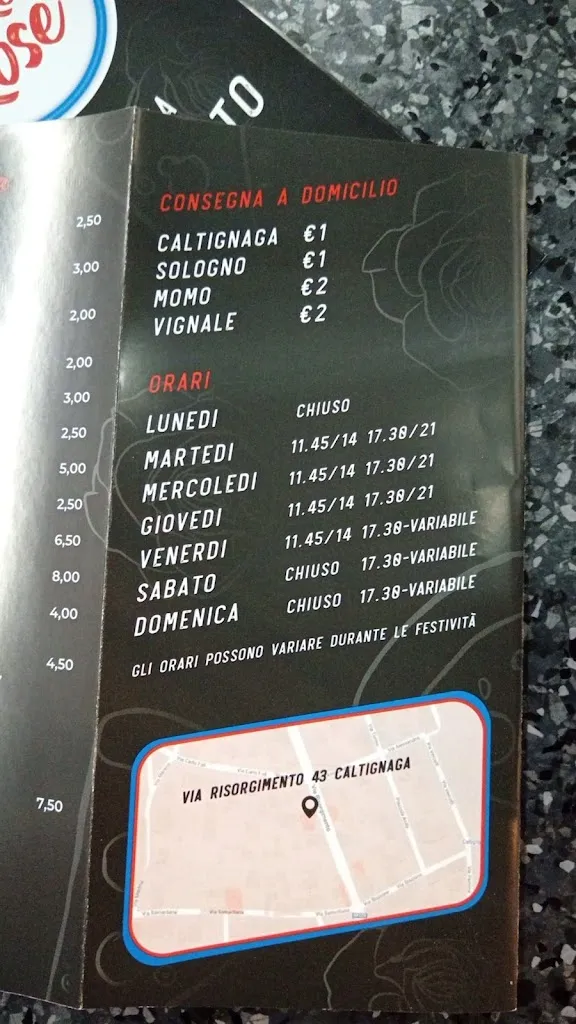 ose
TO
CONSEGNA A DOMICILIO
CALTIGNAGA €1
SOLOGNO €1
MOMO €2
VIGNALE €2
ORARI
LUNEDI CHIUSO
MARTEDI 11.45/14 17.30/21
MERCOLEDI 11.45/14 17.30/21
GIOVEDI 11.45/14 17.30/21
VENERDI 11.45/14 17.30-VARIABILE
SABATO CHIUSO 17.30-VARIABILE
DOMENICA CHIUSO 17.30-VARIABILE
GLI ORARI POSSONO VARIARE DURANTE LE FESTIVITÀ
VIA RISORGIMENTO 43 CALTIGNAGA
2,50
3,00
2,00
2,00
3,00
2,50
5,00
2,50
6,50
8,00
4,00
4,50
7,50